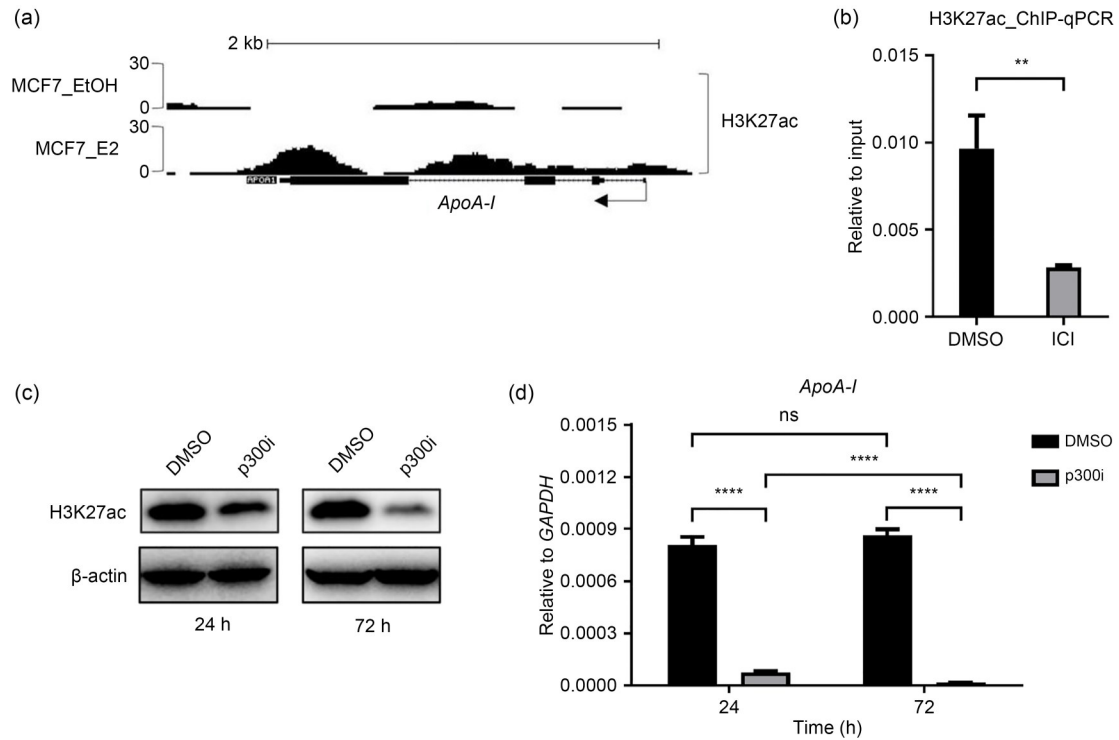 (a)
2 kb
MCF7_EtOH
30
0
MCF7_E2
30
0
H3K27ac
APOA1
ApoA-I
(b)
H3K27ac_ChIP-qPCR
Relative to input
0.015
0.010
0.005
0.000
**
DMSO
ICI
(c)
DMSO
p300i
DMSO
p300i
H3K27ac
β-actin
24 h
72 h
(d)
ApoA-I
Relative to GAPDH
0.0015
0.0012
0.0009
0.0006
0.0003
0.0000
ns
****
****
****
24
72
Time (h)
DMSO
p300i